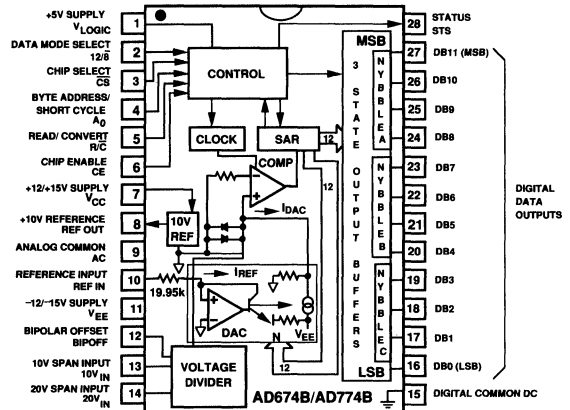 +5V SUPPLY
VLOGIC
1
DATA MODE SELECT
12/8̅
2
CHIP SELECT
C̅S̅
3
BYTE ADDRESS/
SHORT CYCLE
A0
4
READ/ CONVERT
R/C̅
5
CHIP ENABLE
CE
6
+12/+15V SUPPLY
VCC
7
+10V REFERENCE
REF OUT
8
ANALOG COMMON
AC
9
REFERENCE INPUT
REF IN
10
−12/−15V SUPPLY
VEE
11
BIPOLAR OFFSET
BIPOFF
12
10V SPAN INPUT
10VIN
13
20V SPAN INPUT
20VIN
14
CONTROL
CLOCK
SAR
12
COMP
12
10V
REF
IDAC
IREF
19.95k
DAC
VEE
N
12
VOLTAGE
DIVIDER
AD674B/AD774B
MSB
3 STATE OUTPUT BUFFERS
LSB
NYBBLE A
NYBBLE B
NYBBLE C
28
STATUS
STS
27
DB11 (MSB)
26
DB10
25
DB9
24
DB8
23
DB7
22
DB6
21
DB5
20
DB4
19
DB3
18
DB2
17
DB1
16
DB0 (LSB)
15
DIGITAL COMMON DC
DIGITAL
DATA
OUTPUTS